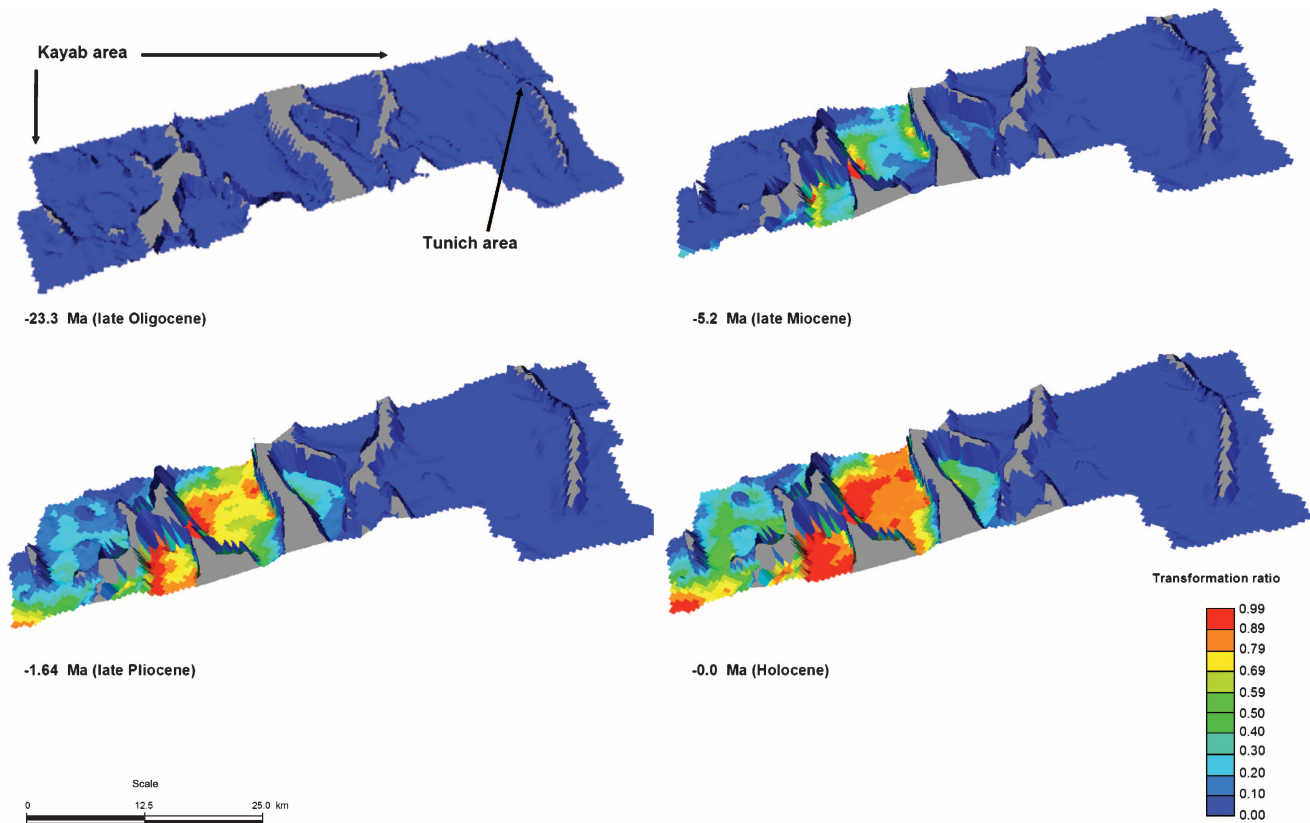 Kayab area
Tunich area
-23.3 Ma (late Oligocene)
-5.2 Ma (late Miocene)
-1.64 Ma (late Pliocene)
-0.0 Ma (Holocene)
Transformation ratio
0.99
0.89
0.79
0.69
0.59
0.50
0.40
0.30
0.20
0.10
0.00
Scale
0 12.5 25.0 km